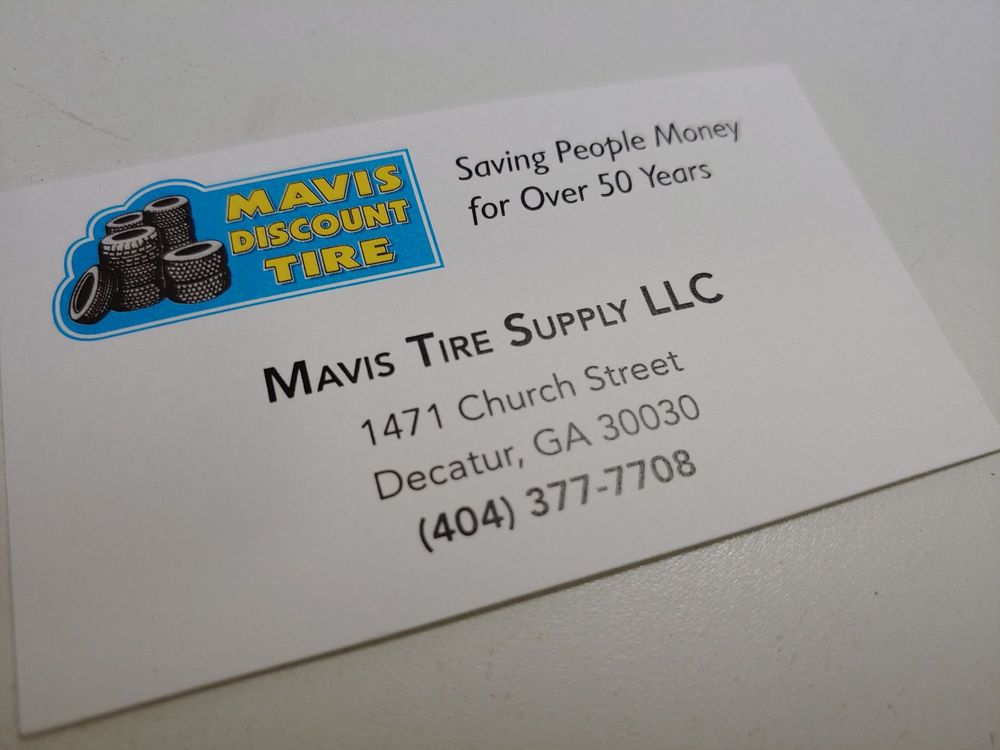 MAVIS
DISCOUNT
TIRE
Saving People Money
for Over 50 Years
MAVIS TIRE SUPPLY LLC
1471 Church Street
Decatur, GA 30030
(404) 377-7708